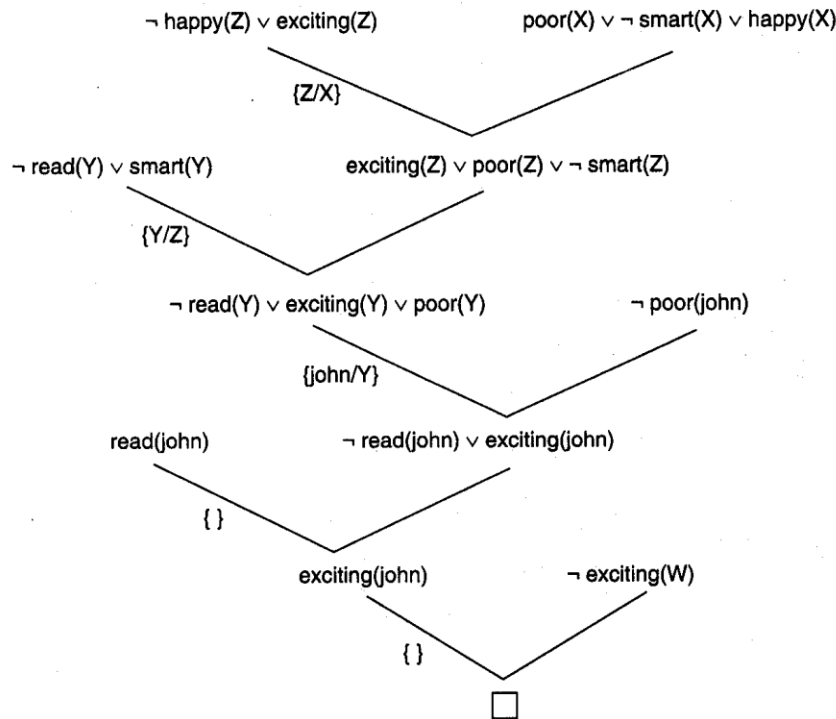 ¬ happy(Z) ∨ exciting(Z) poor(X) ∨ ¬ smart(X) ∨ happy(X)
{Z/X}
¬ read(Y) ∨ smart(Y) exciting(Z) ∨ poor(Z) ∨ ¬ smart(Z)
{Y/Z}
¬ read(Y) ∨ exciting(Y) ∨ poor(Y) ¬ poor(john)
{john/Y}
read(john) ¬ read(john) ∨ exciting(john)
{ }
exciting(john) ¬ exciting(W)
{ }